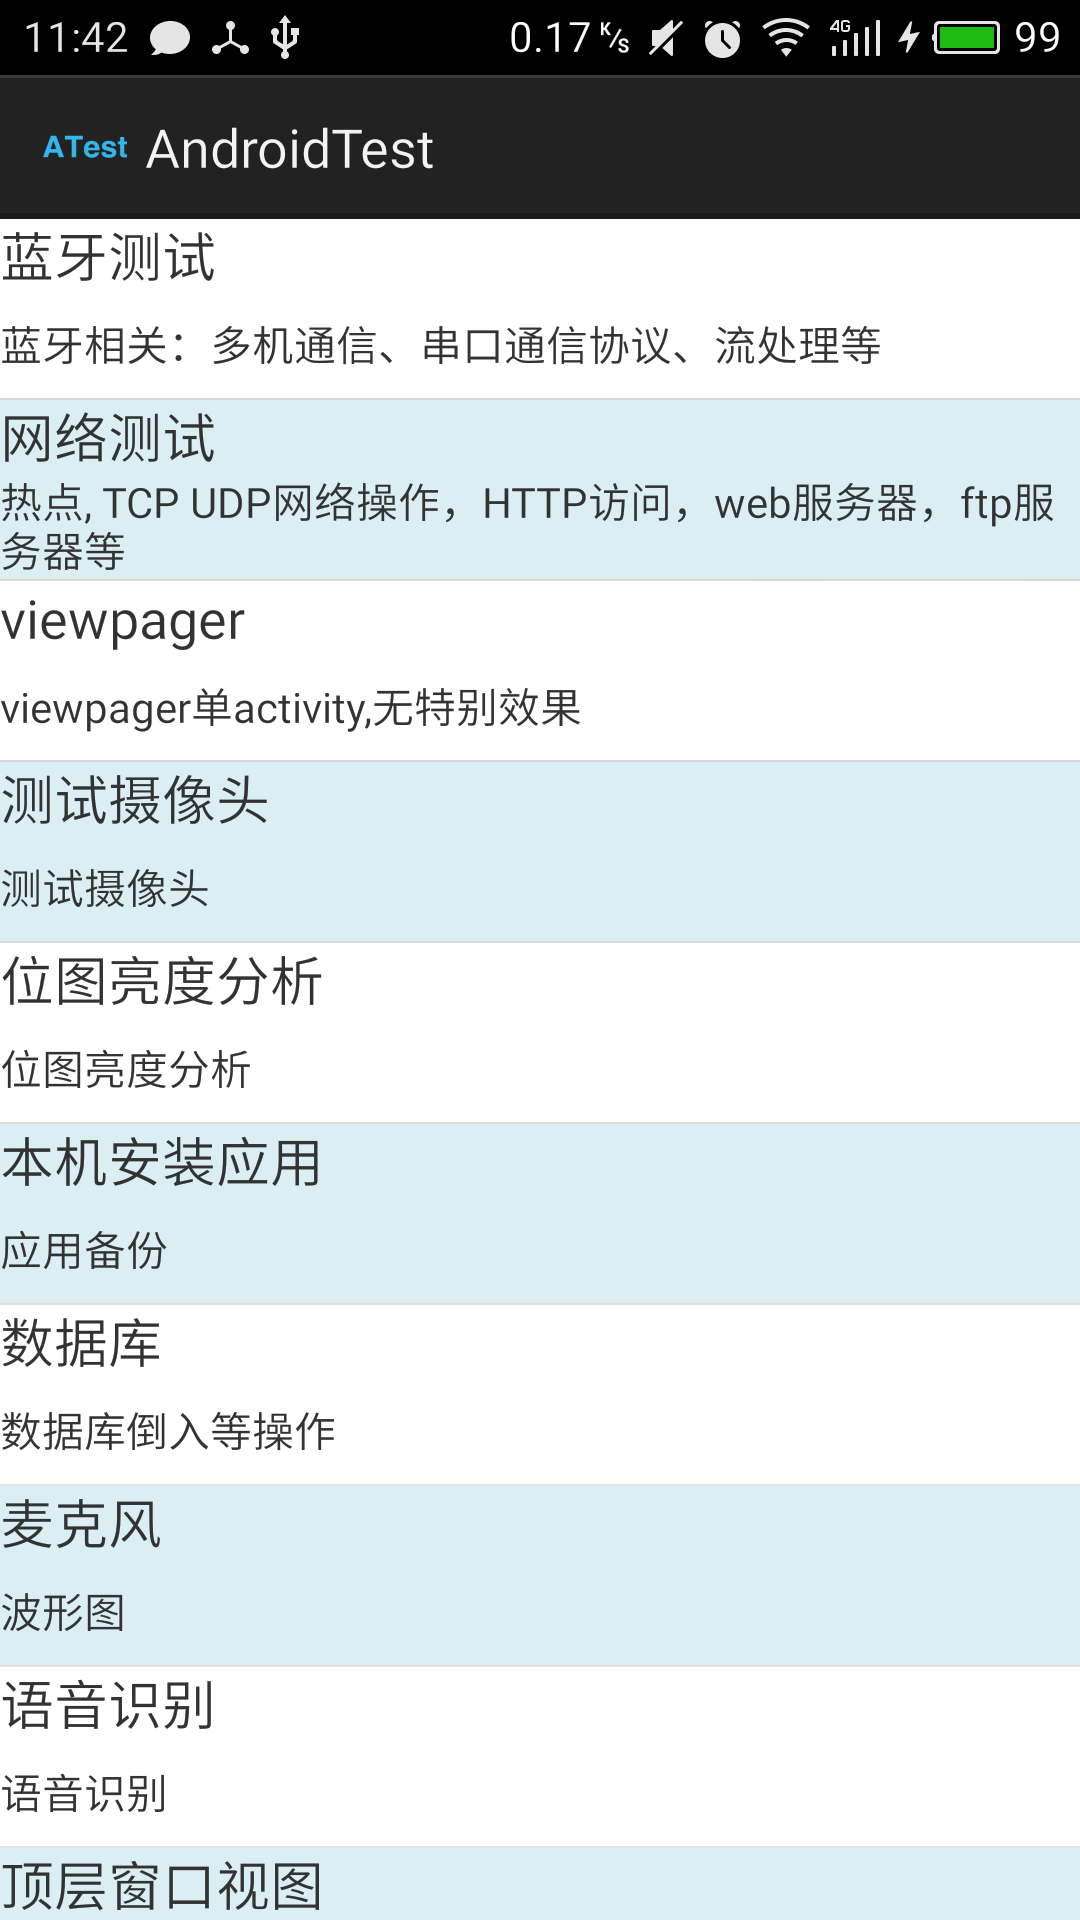 11:42 0.17 K/s 4G 99
ATest AndroidTest
蓝牙测试
蓝牙相关：多机通信、串口通信协议、流处理等
网络测试
热点, TCP UDP网络操作，HTTP访问，web服务器，ftp服
务器等
viewpager
viewpager单activity,无特别效果
测试摄像头
测试摄像头
位图亮度分析
位图亮度分析
本机安装应用
应用备份
数据库
数据库倒入等操作
麦克风
波形图
语音识别
语音识别
顶层窗口视图